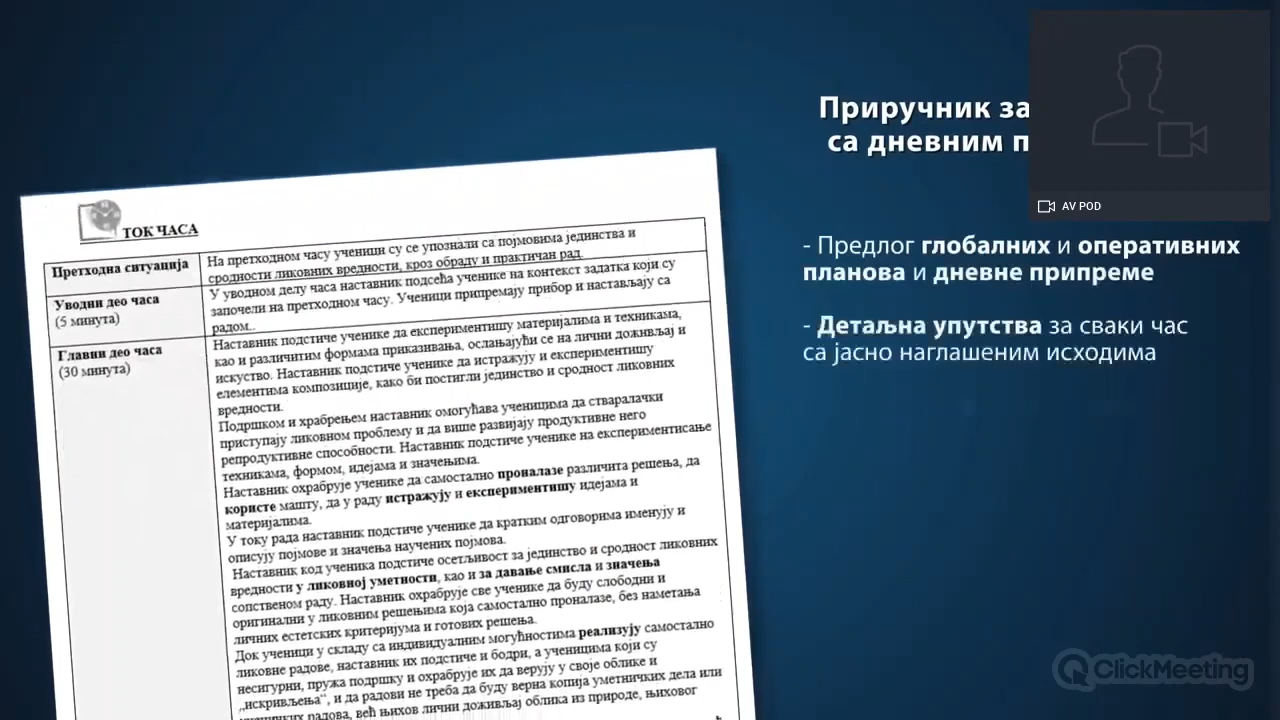 Приручник за
са дневним п
AV POD
- Предлог глобалних и оперативних
планова и дневне припреме
- Детаљна упутства за сваки час
са јасно наглашеним исходима
ТОК ЧАСА
Претходна ситуација
На претходном часу ученици су се упознали са појмовима јединства и
сродности ликовних вредности, кроз обраду и практичан рад.
Уводни део часа
(5 минута)
У уводном делу часа наставник подсећа ученике на контекст задатка који су
започели на претходном часу. Ученици припремају прибор и настављају са
радом..
Главни део часа
(30 минута)
Наставник подстиче ученике да експериментишу материјалима и техникама,
као и различитим формама приказивања, ослањајући се на лични доживљај и
искуство. Наставник подстиче ученике да истражују и експериментишу
елементима композиције, како би постигли јединство и сродност ликовних
вредности.
Подршком и храбрењем наставник омогућава ученицима да стваралачки
приступају ликовном проблему и да више развијају продуктивне него
репродуктивне способности. Наставник подстиче ученике на експериментисање
техникама, формом, идејама и значењима.
Наставник охрабрује ученике да самостално проналазе различита решења, да
користе машту, да у раду истражују и експериментишу идејама и
материјалима.
У току рада наставник подстиче ученике да кратким одговорима именују и
описују појмове и значења научених појмова.
Наставник код ученика подстиче осетљивост за јединство и сродност ликовних
вредности у ликовној уметности, као и за давање смисла и значења
сопственом раду. Наставник охрабрује све ученике да буду слободни и
оригинални у ликовним решењима која самостално проналазе, без наметања
личних естетских критеријума и готових решења.
Док ученици у складу са индивидуалним могућностима реализују самостално
ликовне радове, наставник их подстиче и бодри, а ученицима који су
несигурни, пружа подршку и охрабрује их да верују у своје облике и
„искривљења“, и да радови не треба да буду верна копија уметничких дела или
радова, већ њихов лични доживљај облика из природе, њиховог
ClickMeeting